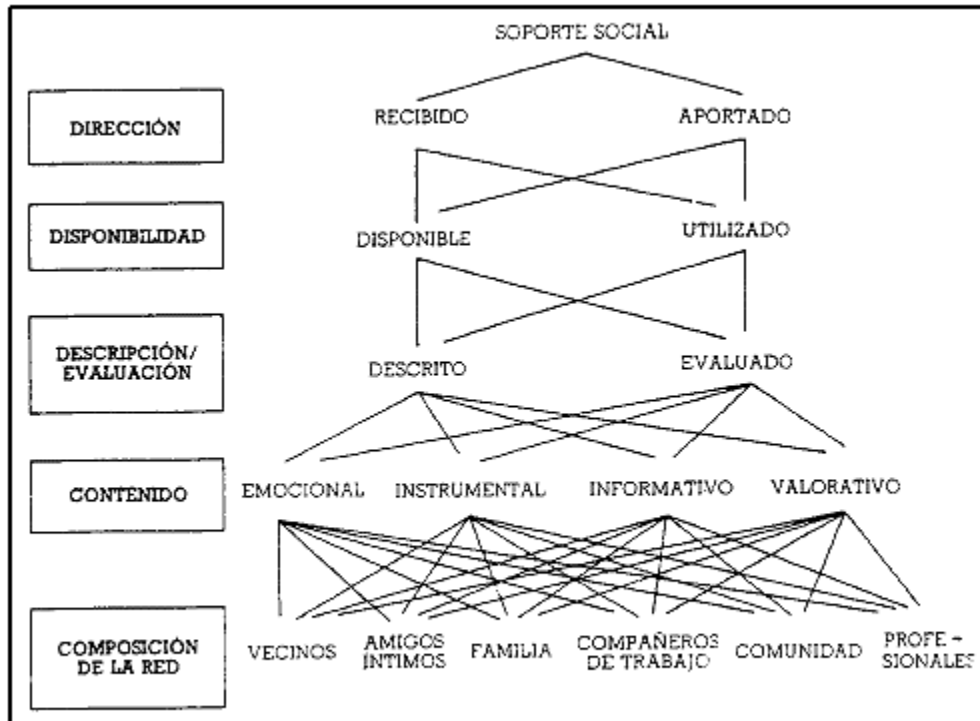 SOPORTE SOCIAL
DIRECCIÓN
RECIBIDO
APORTADO
DISPONIBILIDAD
DISPONIBLE
UTILIZADO
DESCRIPCIÓN/
EVALUACIÓN
DESCRITO
EVALUADO
CONTENIDO
EMOCIONAL
INSTRUMENTAL
INFORMATIVO
VALORATIVO
COMPOSICIÓN
DE LA RED
VECINOS
AMIGOS
ÍNTIMOS
FAMILIA
COMPAÑEROS
DE TRABAJO
COMUNIDAD
PROFE-
SIONALES